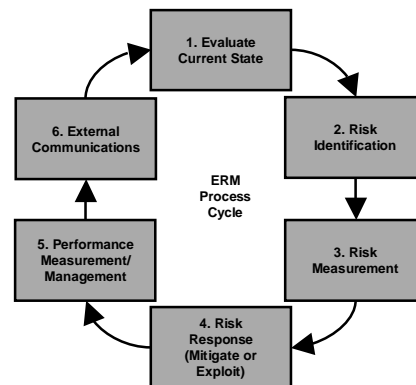 1. Evaluate
Current State
2. Risk
Identification
3. Risk
Measurement
4. Risk
Response
(Mitigate or
Exploit)
5. Performance
Measurement/
Management
6. External
Communications
ERM
Process
Cycle